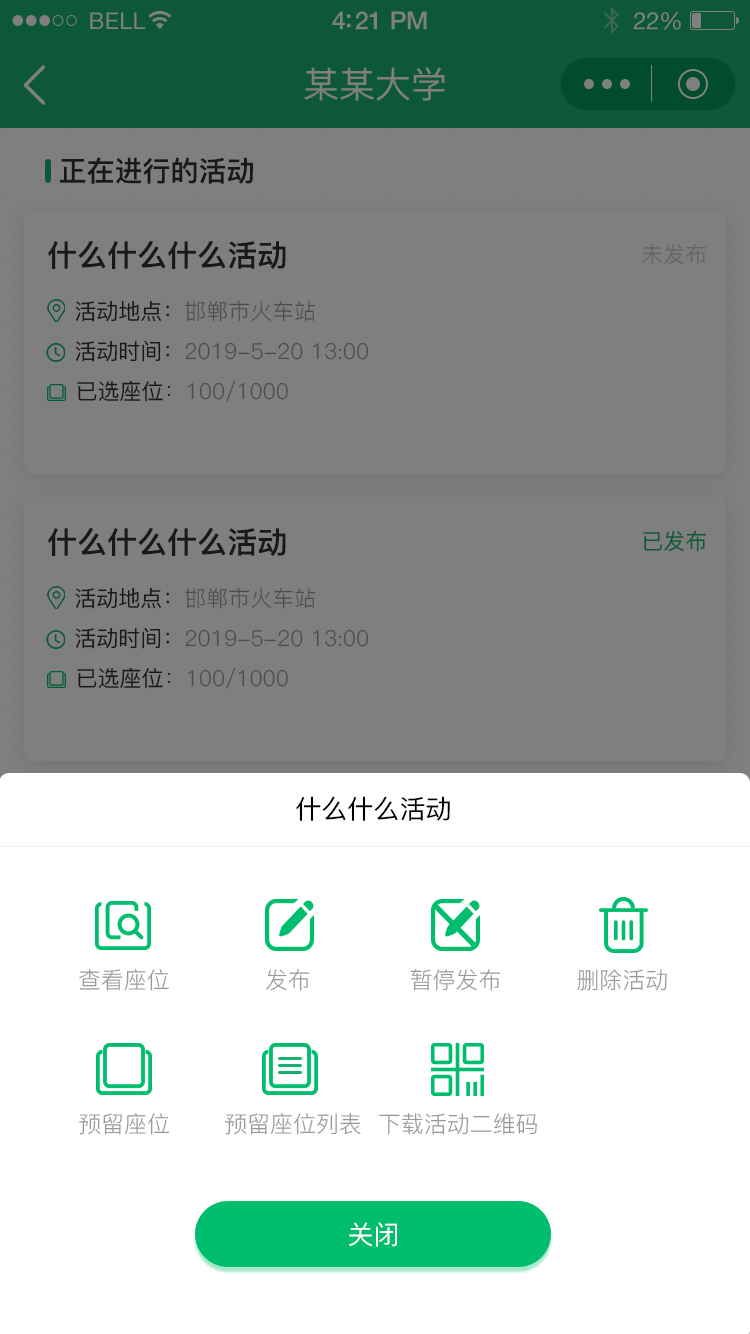 BELL 4:21 PM 22%
某某大学
正在进行的活动
什么什么什么活动 未发布
活动地点： 邯郸市火车站
活动时间： 2019-5-20 13:00
已选座位： 100/1000
什么什么什么活动 已发布
活动地点： 邯郸市火车站
活动时间： 2019-5-20 13:00
已选座位： 100/1000
什么什么活动
查看座位 发布 暂停发布 删除活动
预留座位 预留座位列表 下载活动二维码
关闭